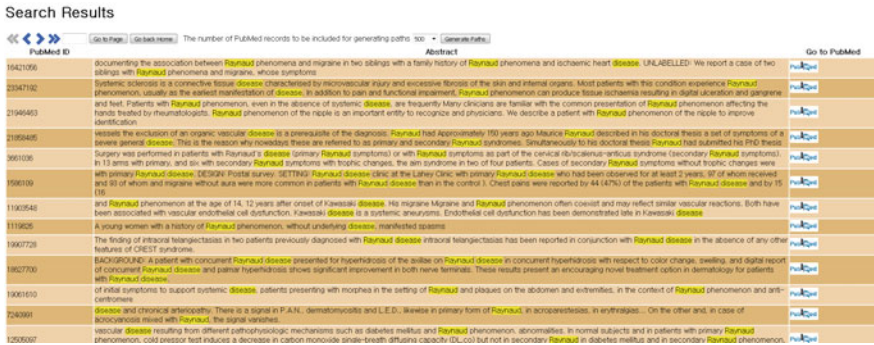 Search Results
Go to Page Go back Home The number of PubMed records to be included for generating paths 500 Generate Paths
PubMed ID Abstract Go to PubMed
16421056 documenting the association between Raynaud phenomena and migraine in two siblings with a family history of Raynaud phenomena and ischaemic heart disease. UNLABELLED: We report a case of two
siblings with Raynaud phenomena and migraine, whose symptoms
23347192 Systemic sclerosis is a connective tissue disease characterised by microvascular injury and excessive fibrosis of the skin and internal organs. Most patients with this condition experience Raynaud
phenomenon, usually as the earliest manifestation of disease, in addition to pain and functional impairment, Raynaud phenomenon can produce tissue ischaemia resulting in digital ulceration and gangrene
21946463 and feet. Patients with Raynaud phenomenon, even in the absence of systemic disease, are frequently Many clinicians are familiar with the common presentation of Raynaud phenomenon affecting the
hands treated by rheumatologists. Raynaud phenomenon of the nipple is an important entity to recognize and physicians. We describe a patient with Raynaud phenomenon of the nipple to improve
identification
21858485 vessels the exclusion of an organic vascular disease is a prerequisite of the diagnosis. Raynaud had Approximately 150 years ago Maurice Raynaud described in his doctoral thesis a set of symptoms of a
severe general disease; This is the reason why nowadays these are referred to as primary and secondary Raynaud syndromes. Simultaneously to his doctoral thesis Raynaud had submitted his PhD thesis
3661036 Surgery was performed in patients with Raynaud's disease (primary Raynaud symptoms) or with Raynaud symptoms as part of the cervical rib/scalenus-anticus syndrome (secondary Raynaud symptoms).
In 13 arms with primary, and six with secondary Raynaud symptoms with trophic changes, the aim syndrome in two of four patients. Cases of secondary Raynaud symptoms without trophic changes were
1586109 with primary Raynaud disease. DESIGN: Postal survey. SETTING: Raynaud disease clinic at the Lahey Clinic with primary Raynaud disease who had been observed for at least 2 years, 97 of whom received
and 93 of whom and migraine without aura were more common in patients with Raynaud disease than in the control ). Chest pains were reported by 44 (47%) of the patients with Raynaud disease and by 15
(16
11903548 and Raynaud phenomenon at the age of 14, 12 years after onset of Kawasaki disease. His migraine Migraine and Raynaud phenomenon often coexist and may reflect similar vascular reactions. Both have
been associated with vascular endothelial cell dysfunction. Kawasaki disease is a systemic aneurysms. Endothelial cell dysfunction has been demonstrated late in Kawasaki disease
1119826 A young women with a history of Raynaud phenomenon, without underlying disease, manifested spasms
19907728 The finding of intraoral telangiectasias in two patients previously diagnosed with Raynaud disease intraoral telangiectasias has been reported in conjunction with Raynaud disease in the absence of any other
features of CREST syndrome.
18627700 BACKGROUND: A patient with concurrent Raynaud disease presented for hyperhidrosis of the axillae on Raynaud disease in concurrent hyperhidrosis with respect to color change, swelling, and digital report
of concurrent Raynaud disease and palmar hyperhidrosis shows significant improvement in both nerve terminals. These results present an encouraging novel treatment option in dermatology for patients
with Raynaud disease.
19061610 of initial symptoms to support systemic disease, patients presenting with morphea in the setting of Raynaud and plaques on the abdomen and extremities. in the context of Raynaud phenomenon and anti-
centromere
7240991 disease and chronical arteriopathy. There is a signal in P.A.N., dermatomyositis and L.E.D., likewise in primary form of Raynaud, in acroparestesias, in erythralgias... On the other and, in case of
acrocyanosis mixed with Raynaud, the signal vanishes.
12505097 vascular disease resulting from different pathophysiologic mechanisms such as diabetes mellitus and Raynaud phenomenon. abnormalities. in normal subjects and in patients with primary Raynaud
phenomenon, cold pressor test induces a decrease in carbon monoxide single-breath diffusing capacity (DL,co) but not in secondary Raynaud in diabetes mellitus and in secondary Raynaud phenomenon.